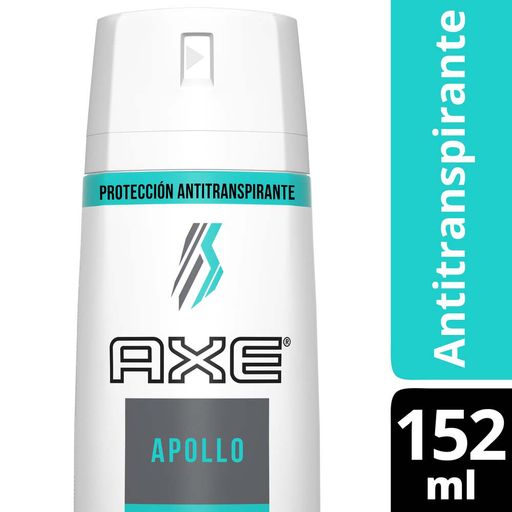 PROTECCIÓN ANTITRANSPIRANTE
AXE®
APOLLO
Antitranspirante
152
ml